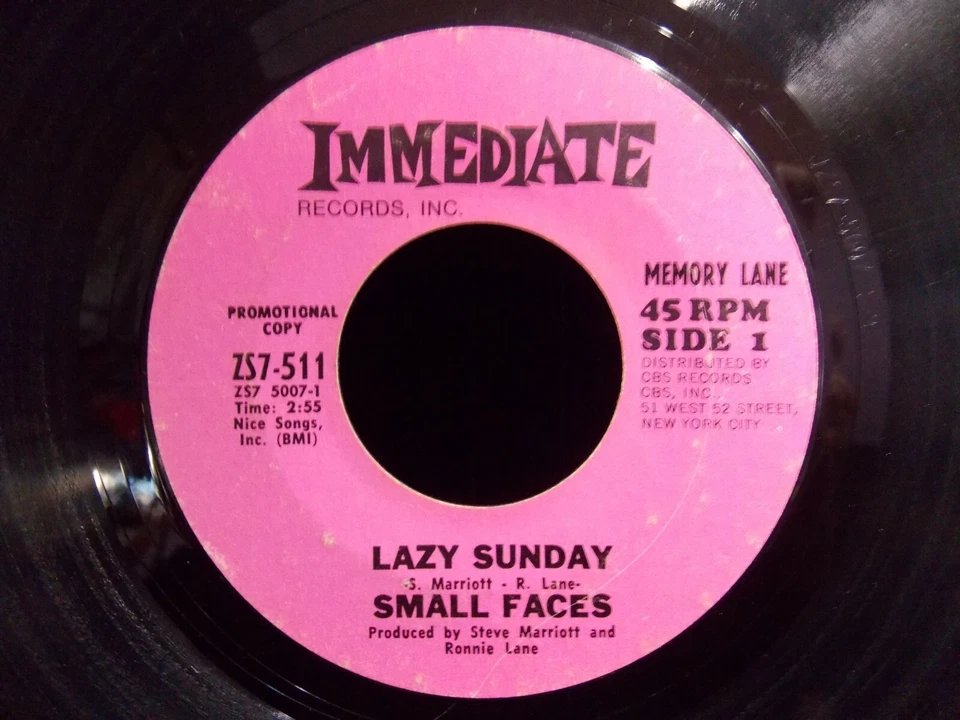 IMMEDIATE
RECORDS, INC.
PROMOTIONAL
COPY
ZS7-511
ZS7 5007-1
Time: 2:55
Nice Songs,
Inc. (BMI)
MEMORY LANE
45 RPM
SIDE 1
DISTRIBUTED BY
CBS RECORDS
CBS, INC.,
51 WEST 52 STREET,
NEW YORK CITY
LAZY SUNDAY
-S. Marriott - R. Lane-
SMALL FACES
Produced by Steve Marriott and
Ronnie Lane